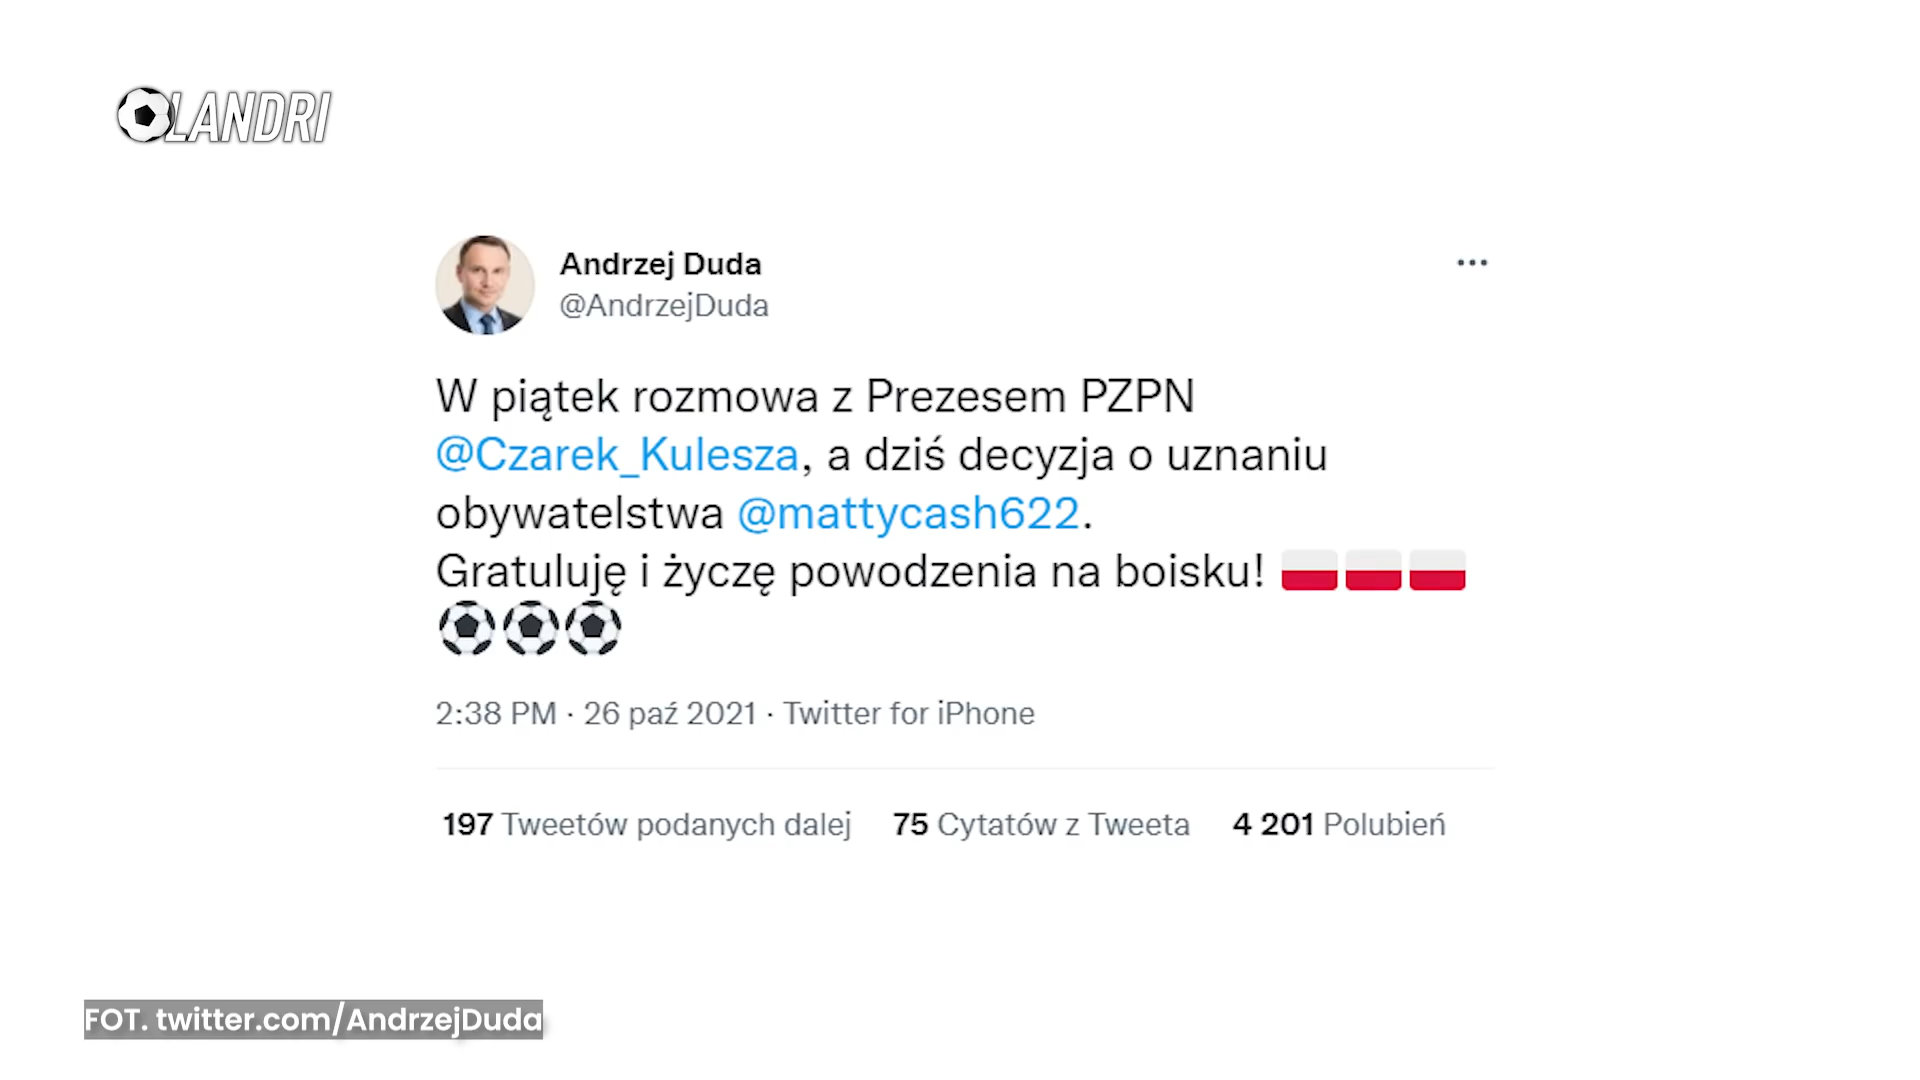 LANDRI
Andrzej Duda
@AndrzejDuda
W piątek rozmowa z Prezesem PZPN
@Czarek_Kulesza, a dziś decyzja o uznaniu
obywatelstwa @mattycash622.
Gratuluję i życzę powodzenia na boisku! 🇵🇱🇵🇱🇵🇱
⚽⚽⚽
2:38 PM · 26 paź 2021 · Twitter for iPhone
197 Tweetów podanych dalej 75 Cytatów z Tweeta 4 201 Polubień
FOT. twitter.com/AndrzejDuda